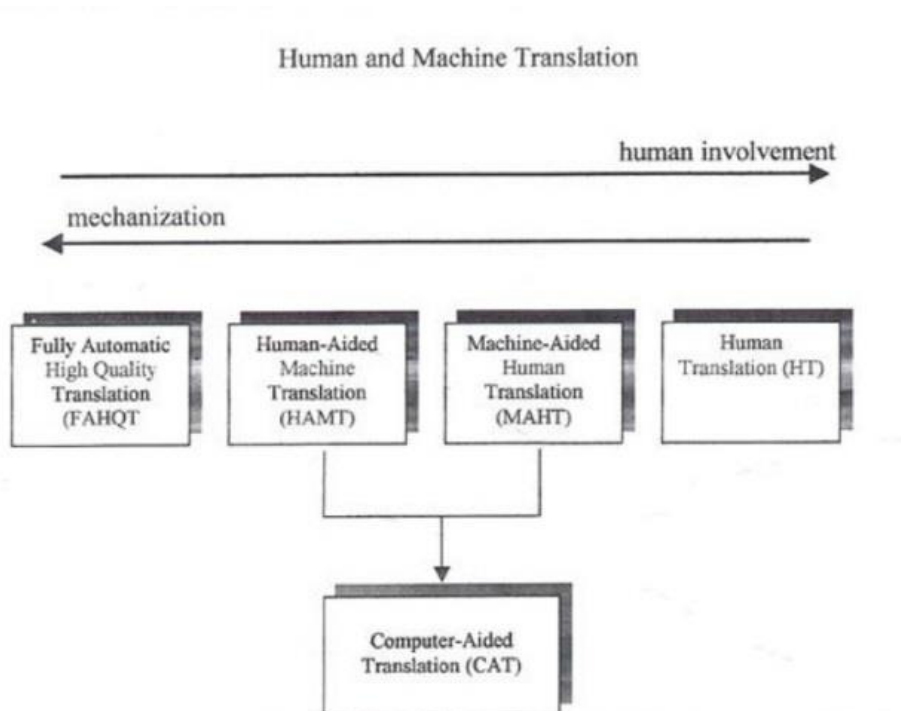 Human and Machine Translation
human involvement
mechanization
Fully Automatic
High Quality
Translation
(FAHQT
Human-Aided
Machine
Translation
(HAMT)
Machine-Aided
Human
Translation
(MAHT)
Human
Translation (HT)
Computer-Aided
Translation (CAT)